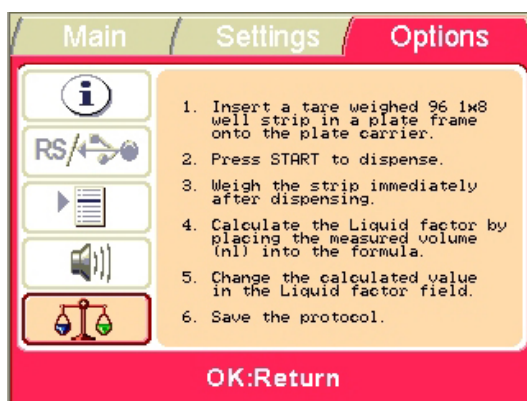 Main
Settings
Options
i
RS/
1. Insert a tare weighed 96 1x8
well strip in a plate frame
onto the plate carrier.
2. Press START to dispense.
3. Weigh the strip immediately
after dispensing.
4. Calculate the Liquid factor by
placing the measured volume
(nl) into the formula.
5. Change the calculated value
in the Liquid factor field.
6. Save the protocol.
OK:Return